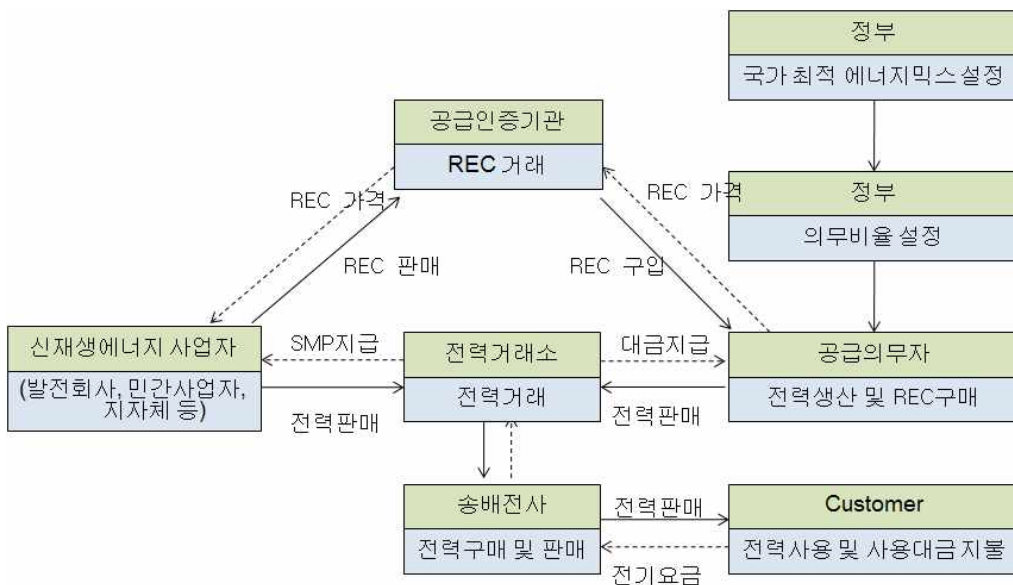 정부
국가 최적 에너지믹스 설정
공급인증기관
REC 거래
REC 가격
REC 가격
정부
의무비율 설정
REC 판매
REC 구입
신재생에너지 사업자
(발전회사, 민간사업자,
지자체 등)
SMP지급
전력거래소
전력거래
대금지급
공급의무자
전력생산 및 REC구매
전력판매
전력판매
송배전사
전력구매 및 판매
전력판매
Customer
전력사용 및 사용대금 지불
전기요금